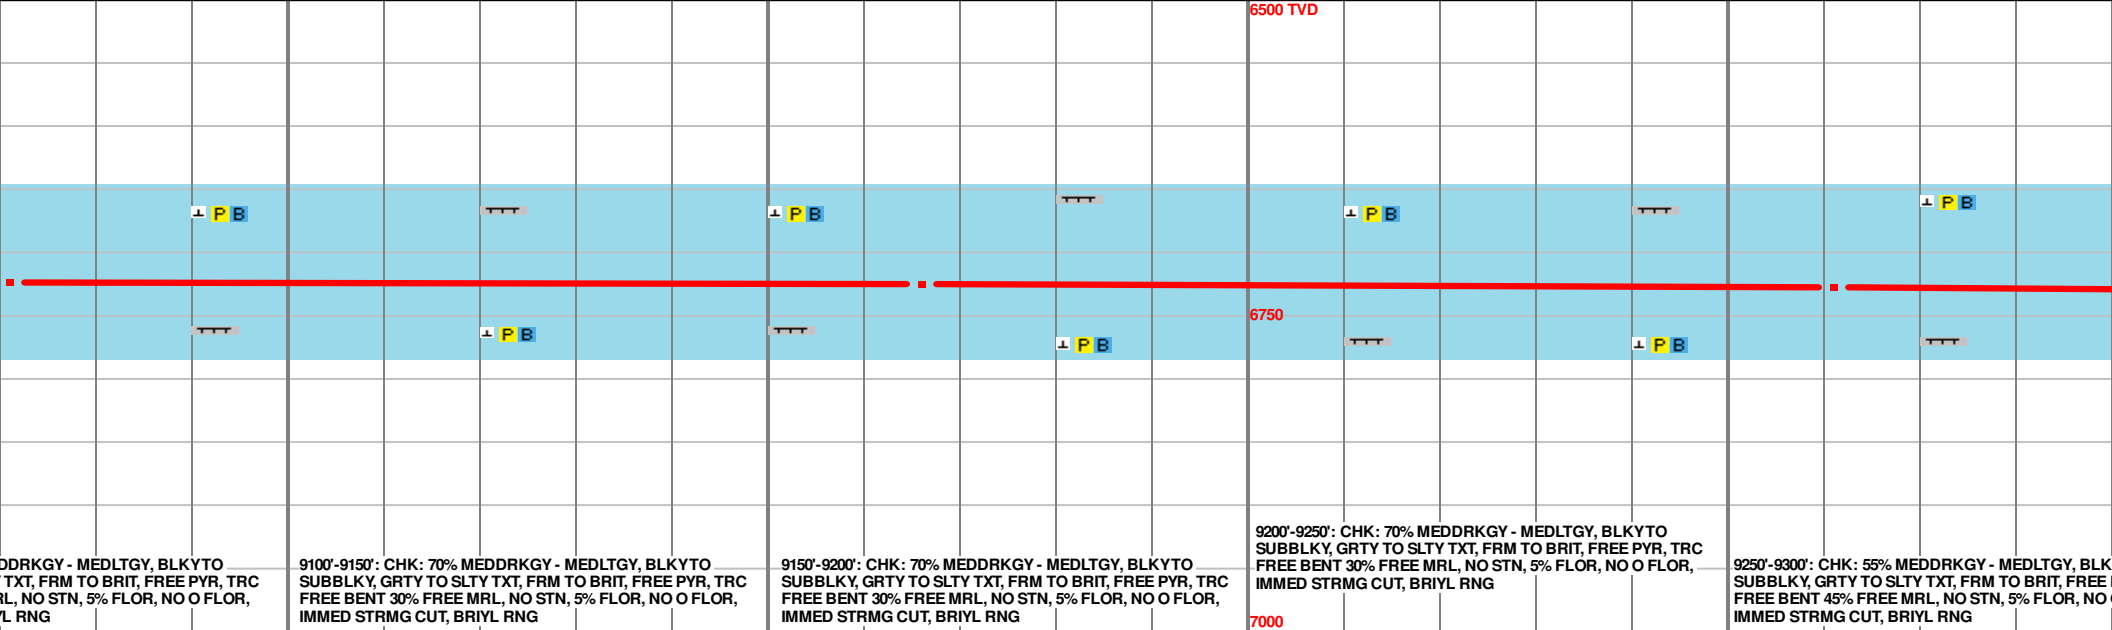 6500 TVD
P B
P B
P B
P B
6750
P B
P B
P B
DDRKGY - MEDLTGY, BLKYTO
TXT, FRM TO BRIT, FREE PYR, TRC
RL, NO STN, 5% FLOR, NO O FLOR,
YL RNG
9100'-9150': CHK: 70% MEDDRKGY - MEDLTGY, BLKYTO
SUBBLKY, GRTY TO SLTY TXT, FRM TO BRIT, FREE PYR, TRC
FREE BENT 30% FREE MRL, NO STN, 5% FLOR, NO O FLOR,
IMMED STRMG CUT, BRIYL RNG
9150'-9200': CHK: 70% MEDDRKGY - MEDLTGY, BLKYTO
SUBBLKY, GRTY TO SLTY TXT, FRM TO BRIT, FREE PYR, TRC
FREE BENT 30% FREE MRL, NO STN, 5% FLOR, NO O FLOR,
IMMED STRMG CUT, BRIYL RNG
9200'-9250': CHK: 70% MEDDRKGY - MEDLTGY, BLKYTO
SUBBLKY, GRTY TO SLTY TXT, FRM TO BRIT, FREE PYR, TRC
FREE BENT 30% FREE MRL, NO STN, 5% FLOR, NO O FLOR,
IMMED STRMG CUT, BRIYL RNG
9250'-9300': CHK: 55% MEDDRKGY - MEDLTGY, BLK
SUBBLKY, GRTY TO SLTY TXT, FRM TO BRIT, FREE
FREE BENT 45% FREE MRL, NO STN, 5% FLOR, NO
IMMED STRMG CUT, BRIYL RNG
7000